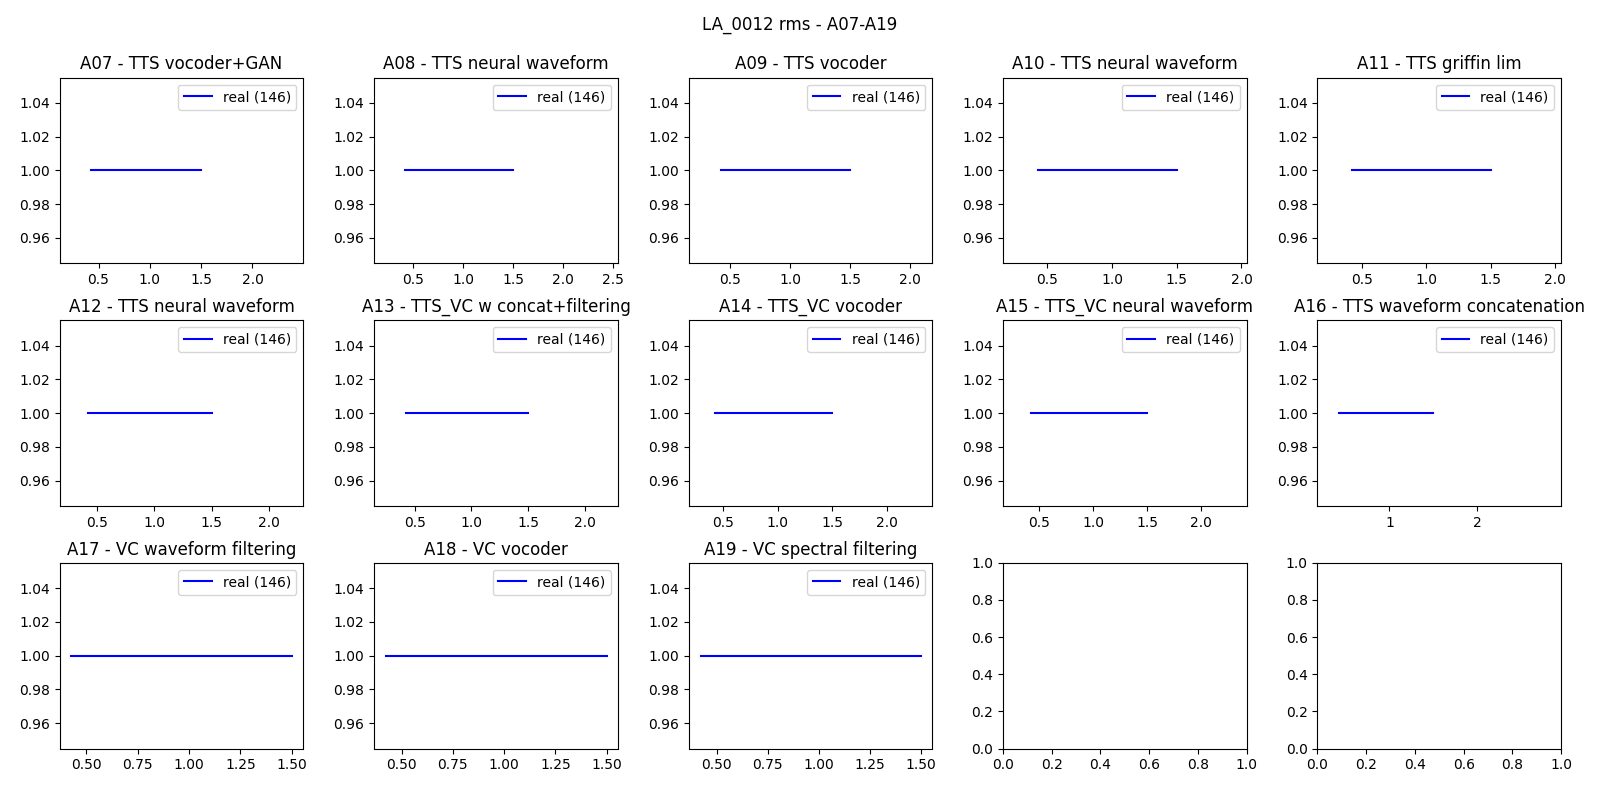 LA_0012 rms - A07-A19
A07 - TTS vocoder+GAN
A08 - TTS neural waveform
A09 - TTS vocoder
A10 - TTS neural waveform
A11 - TTS griffin lim
real (146)
real (146)
real (146)
real (146)
real (146)
1.04 1.04 1.04 1.04 1.04
1.02 1.02 1.02 1.02 1.02
1.00 1.00 1.00 1.00 1.00
0.98 0.98 0.98 0.98 0.98
0.96 0.96 0.96 0.96 0.96
0.5 1.0 1.5 2.0
0.5 1.0 1.5 2.0 2.5
0.5 1.0 1.5 2.0
0.5 1.0 1.5 2.0
0.5 1.0 1.5 2.0
A12 - TTS neural waveform
A13 - TTS_VC w concat+filtering
A14 - TTS_VC vocoder
A15 - TTS_VC neural waveform
A16 - TTS waveform concatenation
real (146)
real (146)
real (146)
real (146)
real (146)
1.04 1.04 1.04 1.04 1.04
1.02 1.02 1.02 1.02 1.02
1.00 1.00 1.00 1.00 1.00
0.98 0.98 0.98 0.98 0.98
0.96 0.96 0.96 0.96 0.96
0.5 1.0 1.5 2.0
0.5 1.0 1.5 2.0
0.5 1.0 1.5 2.0
0.5 1.0 1.5 2.0
1 2
A17 - VC waveform filtering
A18 - VC vocoder
A19 - VC spectral filtering
real (146)
real (146)
real (146)
1.04 1.04 1.04
1.02 1.02 1.02
1.00 1.00 1.00
0.98 0.98 0.98
0.96 0.96 0.96
1.0 1.0
0.8 0.8
0.6 0.6
0.4 0.4
0.2 0.2
0.0 0.0
0.50 0.75 1.00 1.25 1.50
0.50 0.75 1.00 1.25 1.50
0.50 0.75 1.00 1.25 1.50
0.0 0.2 0.4 0.6 0.8 1.0
0.0 0.2 0.4 0.6 0.8 1.0